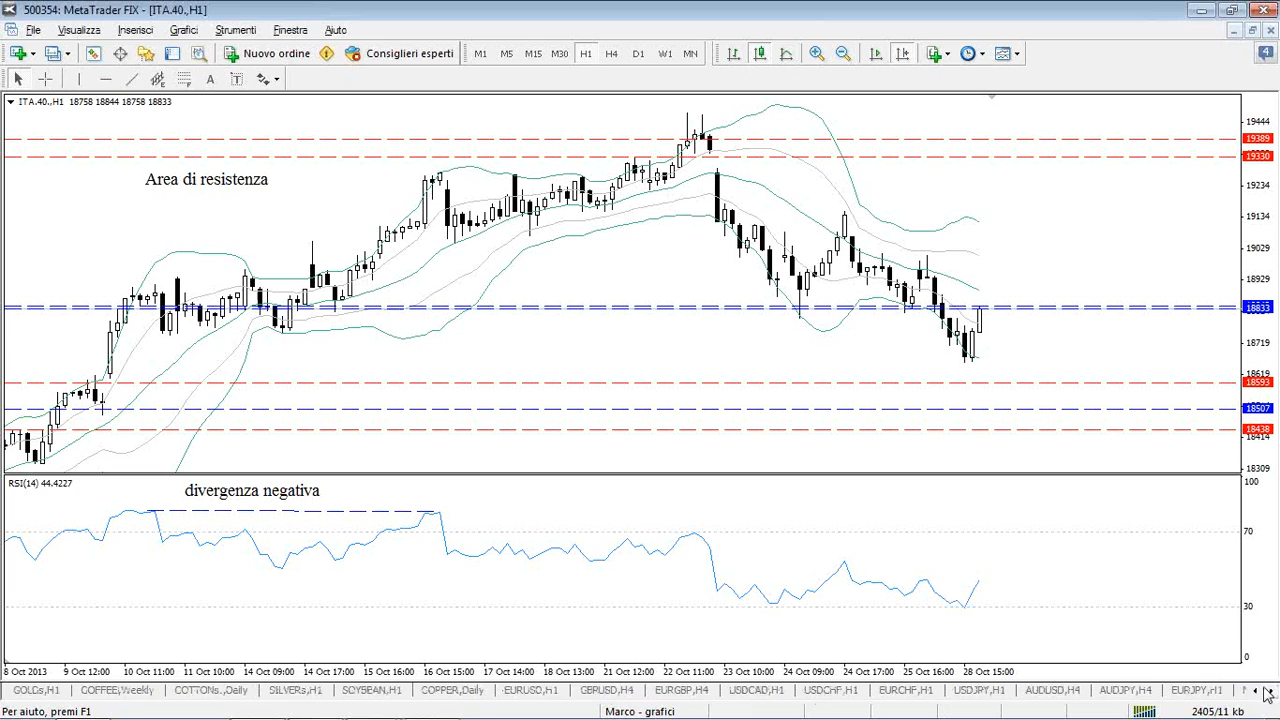 500354: MetaTrader FIX - [ITA.40.,H1]
File Visualizza Inserisci Grafici Strumenti Finestra Aiuto
4
Nuovo ordine Consiglieri esperti M1 M5 M15 M30 H1 H4 D1 W1 MN
A T
ITA.40.,H1 18758 18844 18758 18833
19444
19389
19330
Area di resistenza
19234
19134
19029
18929
18833
18719
18619
18593
18507
18438
18414
18309
RSI(14) 44.4227
divergenza negativa
100
70
30
0
8 Oct 2013 9 Oct 12:00 10 Oct 11:00 11 Oct 10:00 14 Oct 09:00 14 Oct 17:00 15 Oct 16:00 16 Oct 15:00 17 Oct 14:00 18 Oct 13:00 21 Oct 12:00 22 Oct 11:00 23 Oct 10:00 24 Oct 09:00 24 Oct 17:00 25 Oct 16:00 28 Oct 15:00
GOLDs,H1 COFFEE,Weekly COTTONs.,Daily SILVERs,H1 SOYBEAN,H1 COPPER,Daily EURUSD,H1 GBPUSD,H4 EURGBP,H4 USDCAD,H1 USDCHF,H1 EURCHF,H1 USDJPY,H1 AUDUSD,H4 AUDJPY,H4 EURJPY,H1
Per aiuto, premi F1 Marco - grafici 2405/11 kb